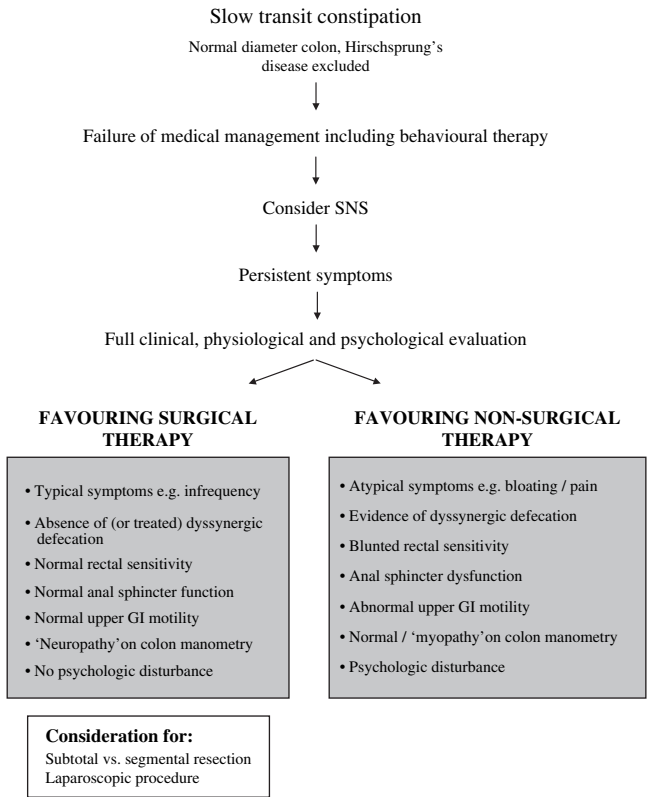 Slow transit constipation
Normal diameter colon, Hirschsprung's
disease excluded
Failure of medical management including behavioural therapy
Consider SNS
Persistent symptoms
Full clinical, physiological and psychological evaluation
FAVOURING SURGICAL
THERAPY
• Typical symptoms e.g. infrequency
• Absence of (or treated) dyssynergic
defecation
• Normal rectal sensitivity
• Normal anal sphincter function
• Normal upper GI motility
• ‘Neuropathy’on colon manometry
• No psychologic disturbance
FAVOURING NON-SURGICAL
THERAPY
• Atypical symptoms e.g. bloating / pain
• Evidence of dyssynergic defecation
• Blunted rectal sensitivity
• Anal sphincter dysfunction
• Abnormal upper GI motility
• Normal / ‘myopathy’on colon manometry
• Psychologic disturbance
Consideration for:
Subtotal vs. segmental resection
Laparoscopic procedure